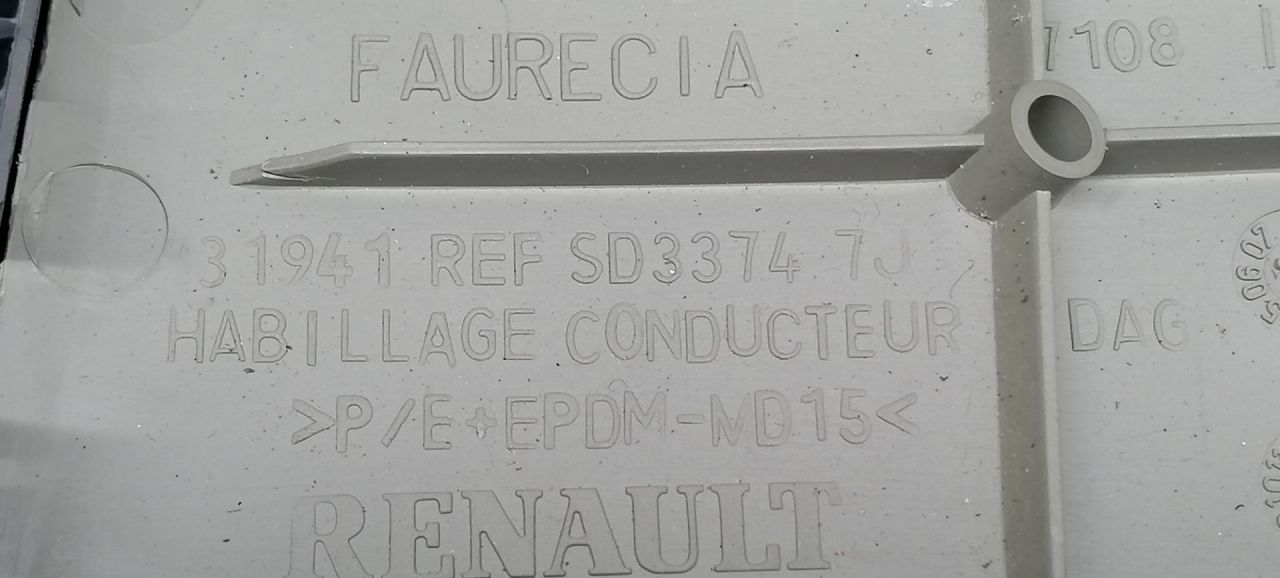 FAURECIA 7108
31941 REF SD3374 7J
HABILLAGE CONDUCTEUR DAG
>P/E+EPDM-MD15<
RENAULT